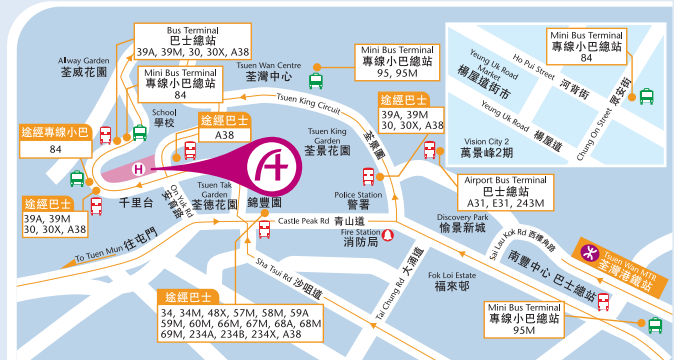 Bus Terminal
巴士總站
39A, 39M, 30, 30X, A38
Allway Garden
荃威花園
Mini Bus Terminal
專線小巴總站
84
School
學校
途經專線小巴
84
途經巴士
A38
途經巴士
39A, 39M
30, 30X, A38
千里台
On Yuk Rd
安育路
H
Tsuen Wan Centre
荃灣中心
Mini Bus Terminal
專線小巴總站
95, 95M
Tsuen King Circuit
Tsuen King
Garden
荃景花園
荃景圍
途經巴士
39A, 39M
30, 30X, A38
Tsuen Tak
Garden
荃德花園
錦豐園
Police Station
警署
Castle Peak Rd 青山道
Fire Station
消防局
To Tuen Mun 往屯門
Sha Tsui Rd 沙咀道
Tai Chung Rd 大涌道
途經巴士
34, 34M, 48X, 57M, 58M, 59A
59M, 60M, 66M, 67M, 68A, 68M
69M, 234A, 234B, 234X, A38
Mini Bus Terminal
專線小巴總站
84
Yeung Uk Road
Market
楊屋道街市
Ho Pui Street 河背街
Yeung Uk Road 楊屋道
Chung On Street 眾安街
Vision City 2
萬景峰2期
Airport Bus Terminal
巴士總站
A31, E31, 243M
Discovery Park
愉景新城
Sai Lau Kok Rd 西樓角路
Tsuen Wan MTR
荃灣港鐵站
南豐中心 巴士總站
Fok Loi Estate
福來邨
Mini Bus Terminal
專線小巴總站
95M